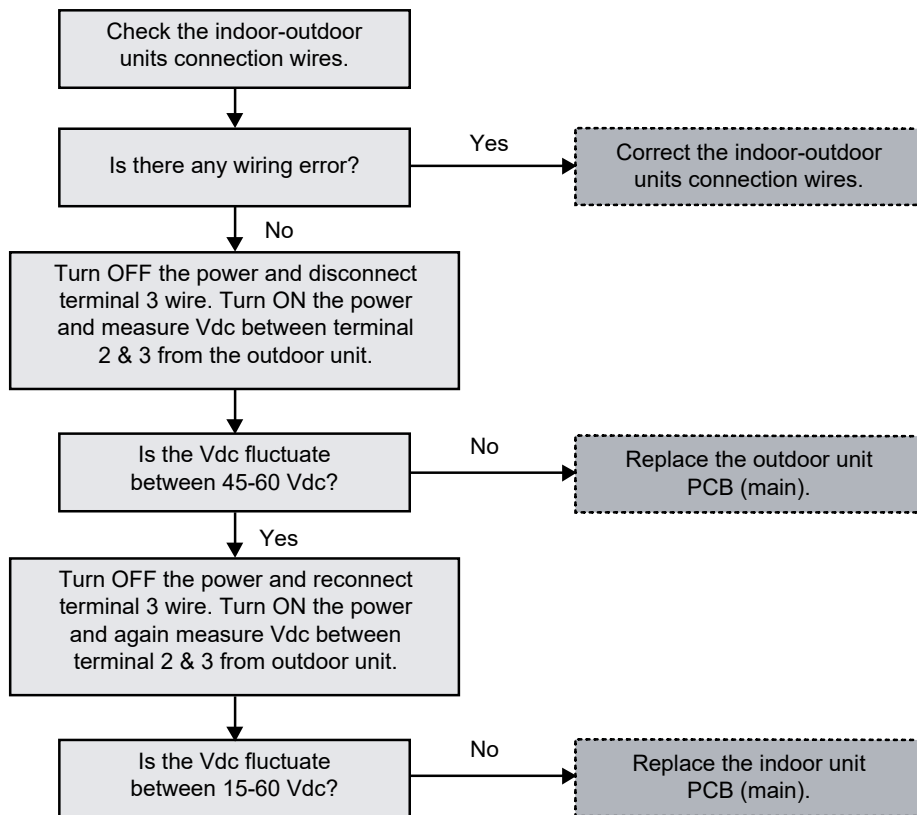 Check the indoor-outdoor
units connection wires.
Is there any wiring error?
Yes
Correct the indoor-outdoor
units connection wires.
No
Turn OFF the power and disconnect
terminal 3 wire. Turn ON the power
and measure Vdc between terminal
2 & 3 from the outdoor unit.
Is the Vdc fluctuate
between 45-60 Vdc?
No
Replace the outdoor unit
PCB (main).
Yes
Turn OFF the power and reconnect
terminal 3 wire. Turn ON the power
and again measure Vdc between
terminal 2 & 3 from outdoor unit.
Is the Vdc fluctuate
between 15-60 Vdc?
No
Replace the indoor unit
PCB (main).